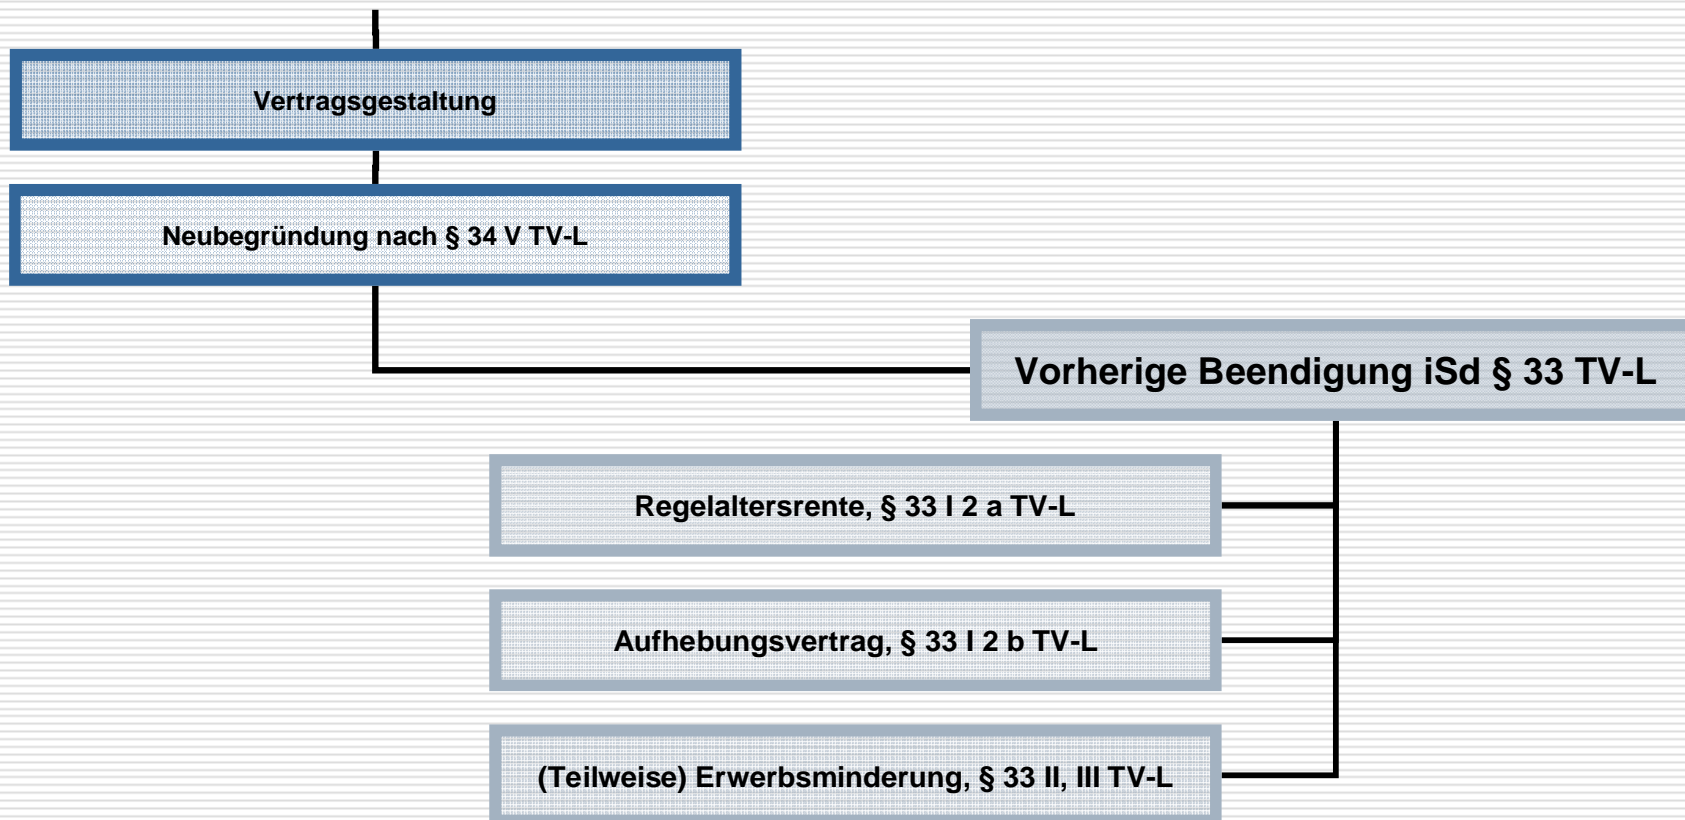 Vertragsgestaltung
Neubegründung nach § 34 V TV-L
Vorherige Beendigung iSd § 33 TV-L
Regelaltersrente, § 33 I 2 a TV-L
Aufhebungsvertrag, § 33 I 2 b TV-L
(Teilweise) Erwerbsminderung, § 33 II, III TV-L